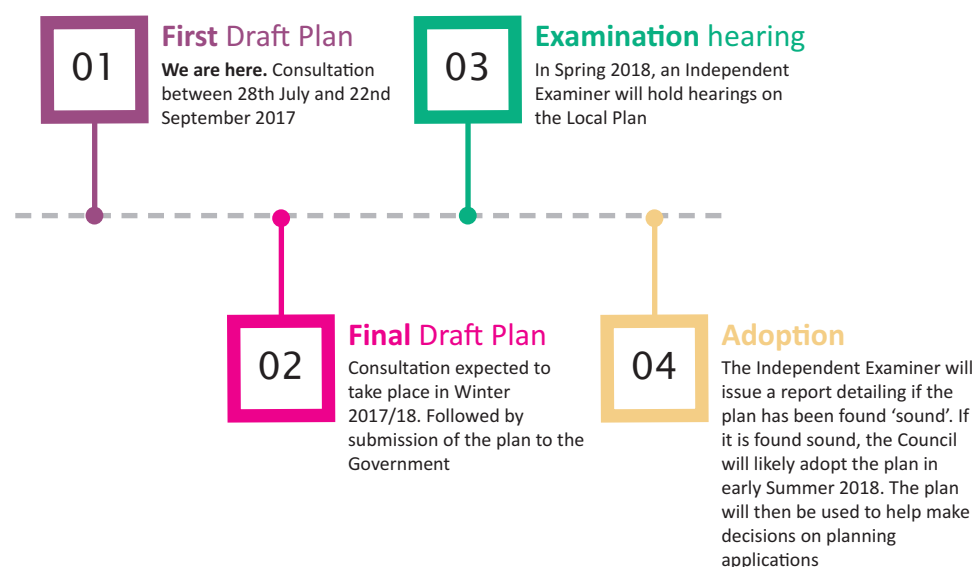 01
First Draft Plan
We are here. Consultation
between 28th July and 22nd
September 2017
02
Final Draft Plan
Consultation expected to
take place in Winter
2017/18. Followed by
submission of the plan to the
Government
03
Examination hearing
In Spring 2018, an Independent
Examiner will hold hearings on
the Local Plan
04
Adoption
The Independent Examiner will
issue a report detailing if the
plan has been found ‘sound’. If
it is found sound, the Council
will likely adopt the plan in
early Summer 2018. The plan
will then be used to help make
decisions on planning
applications